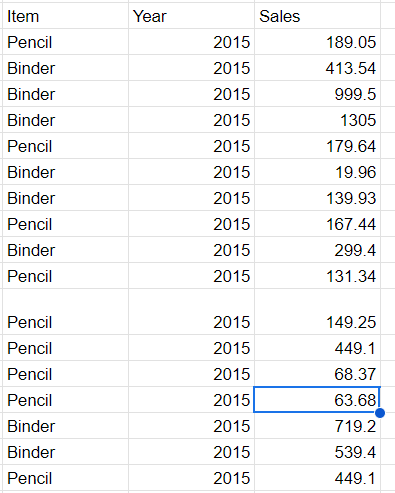 Item Year Sales
Pencil 2015 189.05
Binder 2015 413.54
Binder 2015 999.5
Binder 2015 1305
Pencil 2015 179.64
Binder 2015 19.96
Binder 2015 139.93
Pencil 2015 167.44
Binder 2015 299.4
Pencil 2015 131.34
Pencil 2015 149.25
Pencil 2015 449.1
Pencil 2015 68.37
Pencil 2015 63.68
Binder 2015 719.2
Binder 2015 539.4
Pencil 2015 449.1